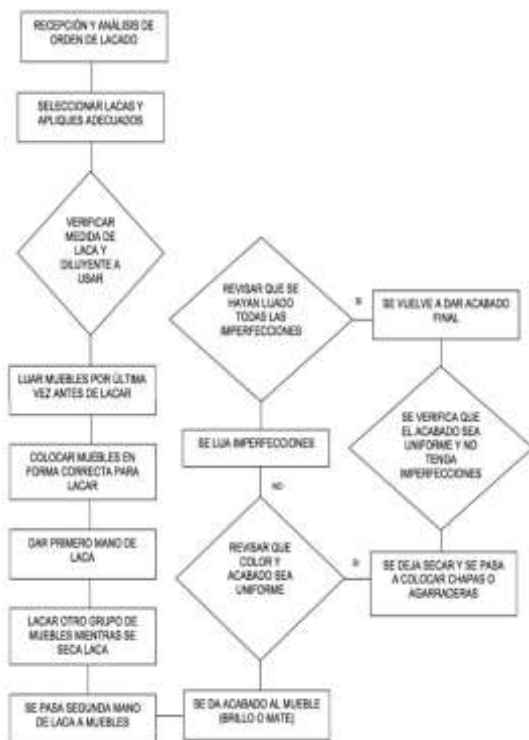 RECEPCIÓN Y ANÁLISIS DE
ORDEN DE LACADO
SELECCIONAR LACAS Y
APLIQUES ADECUADOS
VERIFICAR
MEDIDA DE
LACA Y
DILUYENTE A
USAR
LIJAR MUEBLES POR ÚLTIMA
VEZ ANTES DE LACAR
COLOCAR MUEBLES EN
FORMA CORRECTA PARA
LACAR
DAR PRIMERO MANO DE
LACA
LACAR OTRO GRUPO DE
MUEBLES MIENTRAS SE
SECA LACA
SE PASA SEGUNDA MANO
DE LACA A MUEBLES
SE DA ACABADO AL MUEBLE
(BRILLO O MATE)
REVISAR QUE
COLOR Y
ACABADO SEA
UNIFORME
NO
SE LIJA IMPERFECCIONES
REVISAR QUE SE
HAYAN LIJADO
TODAS LAS
IMPERFECCIONES
SI
SE VUELVE A DAR ACABADO
FINAL
SE VERIFICA QUE
EL ACABADO SEA
UNIFORME Y NO
TENGA
IMPERFECCIONES
SI
SE DEJA SECAR Y SE PASA
A COLOCAR CHAPAS O
AGARRADERAS